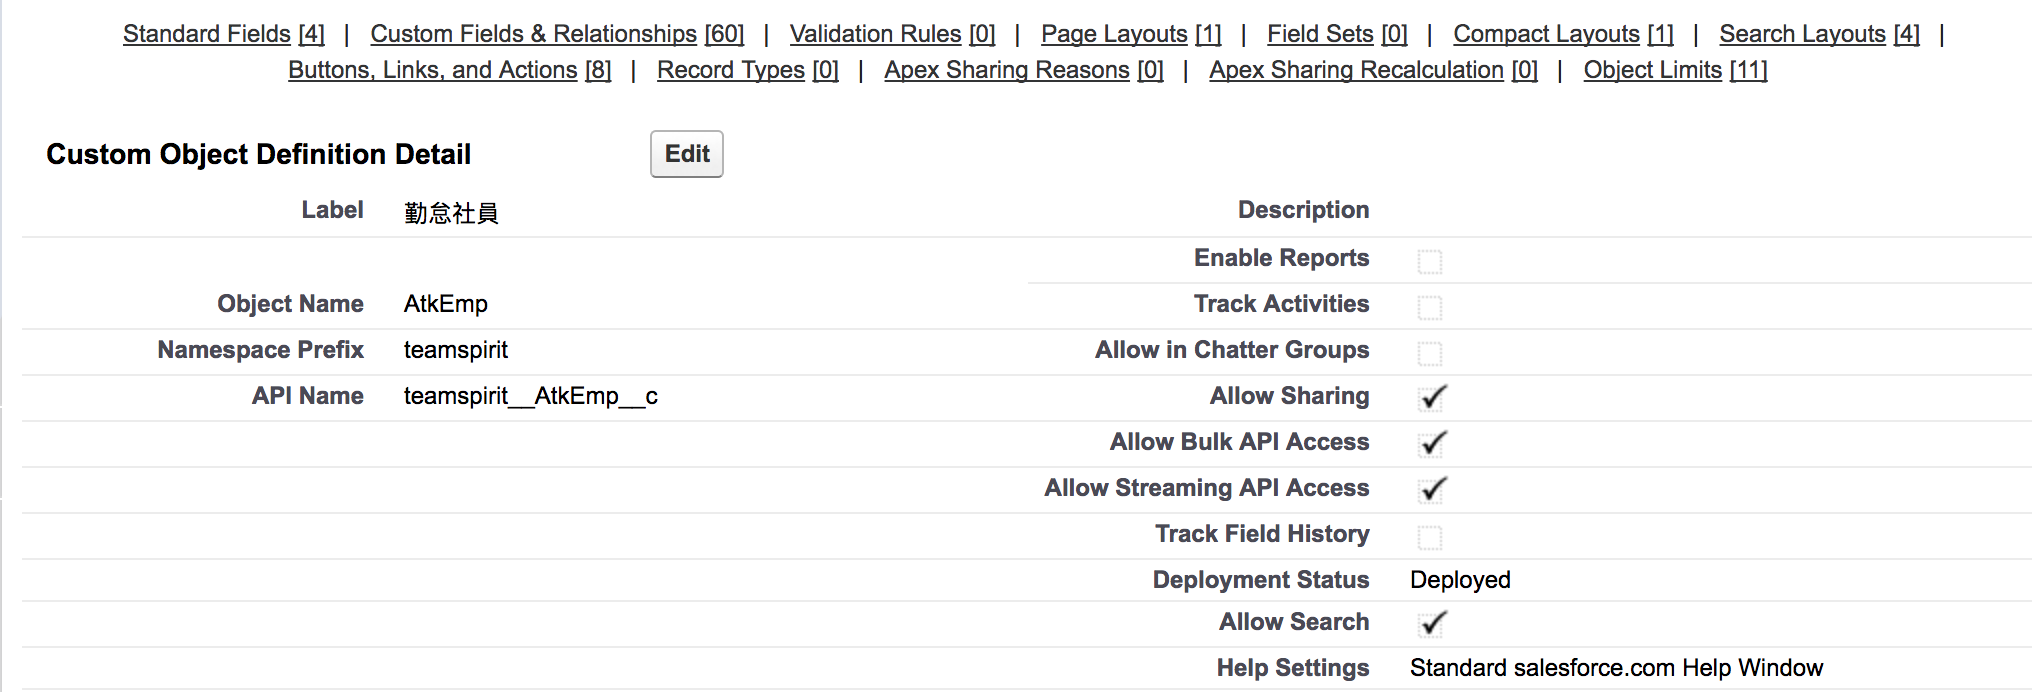 Standard Fields [4] | Custom Fields & Relationships [60] | Validation Rules [0] | Page Layouts [1] | Field Sets [0] | Compact Layouts [1] | Search Layouts [4] |
Buttons, Links, and Actions [8] | Record Types [0] | Apex Sharing Reasons [0] | Apex Sharing Recalculation [0] | Object Limits [11]
Custom Object Definition Detail Edit
Label 勤怠社員 Description
Enable Reports
Object Name AtkEmp Track Activities
Namespace Prefix teamspirit Allow in Chatter Groups
API Name teamspirit__AtkEmp__c Allow Sharing
Allow Bulk API Access
Allow Streaming API Access
Track Field History
Deployment Status Deployed
Allow Search
Help Settings Standard salesforce.com Help Window